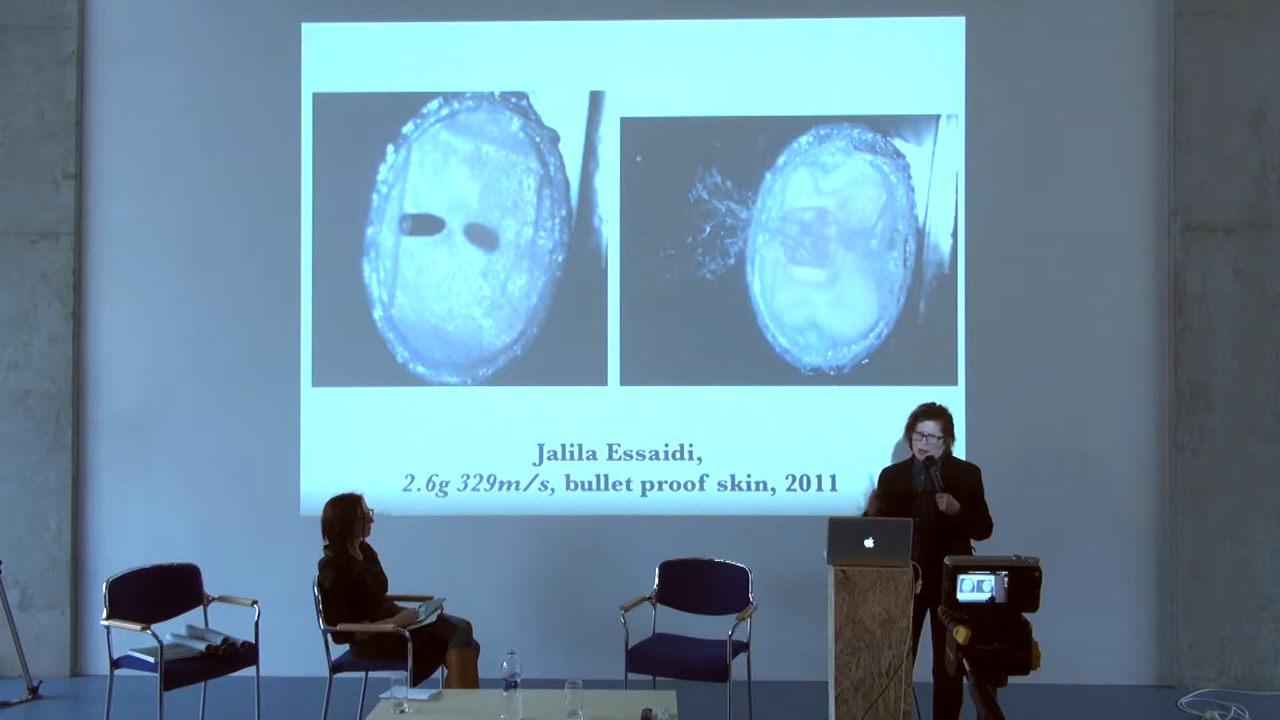 Jalila Essaidi,
2.6g 329m/s, bullet proof skin, 2011